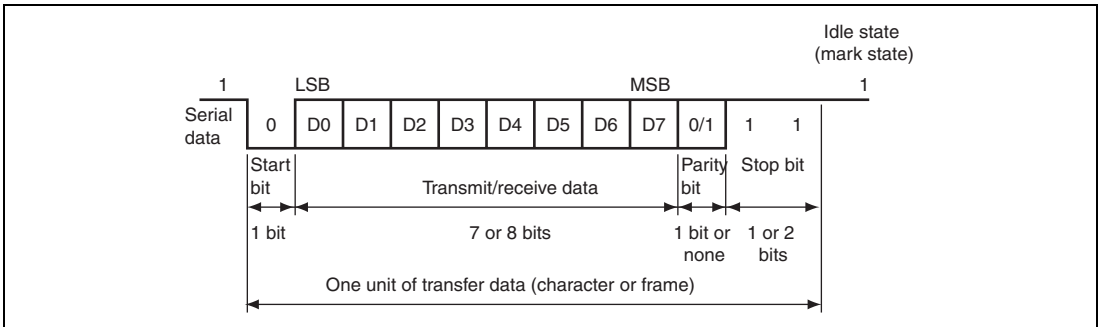 Idle state
(mark state)
1 LSB MSB 1
Serial
data
0 D0 D1 D2 D3 D4 D5 D6 D7 0/1 1 1
Start
bit
Transmit/receive data
Parity
bit
Stop bit
1 bit
7 or 8 bits
1 bit or
none
1 or 2
bits
One unit of transfer data (character or frame)